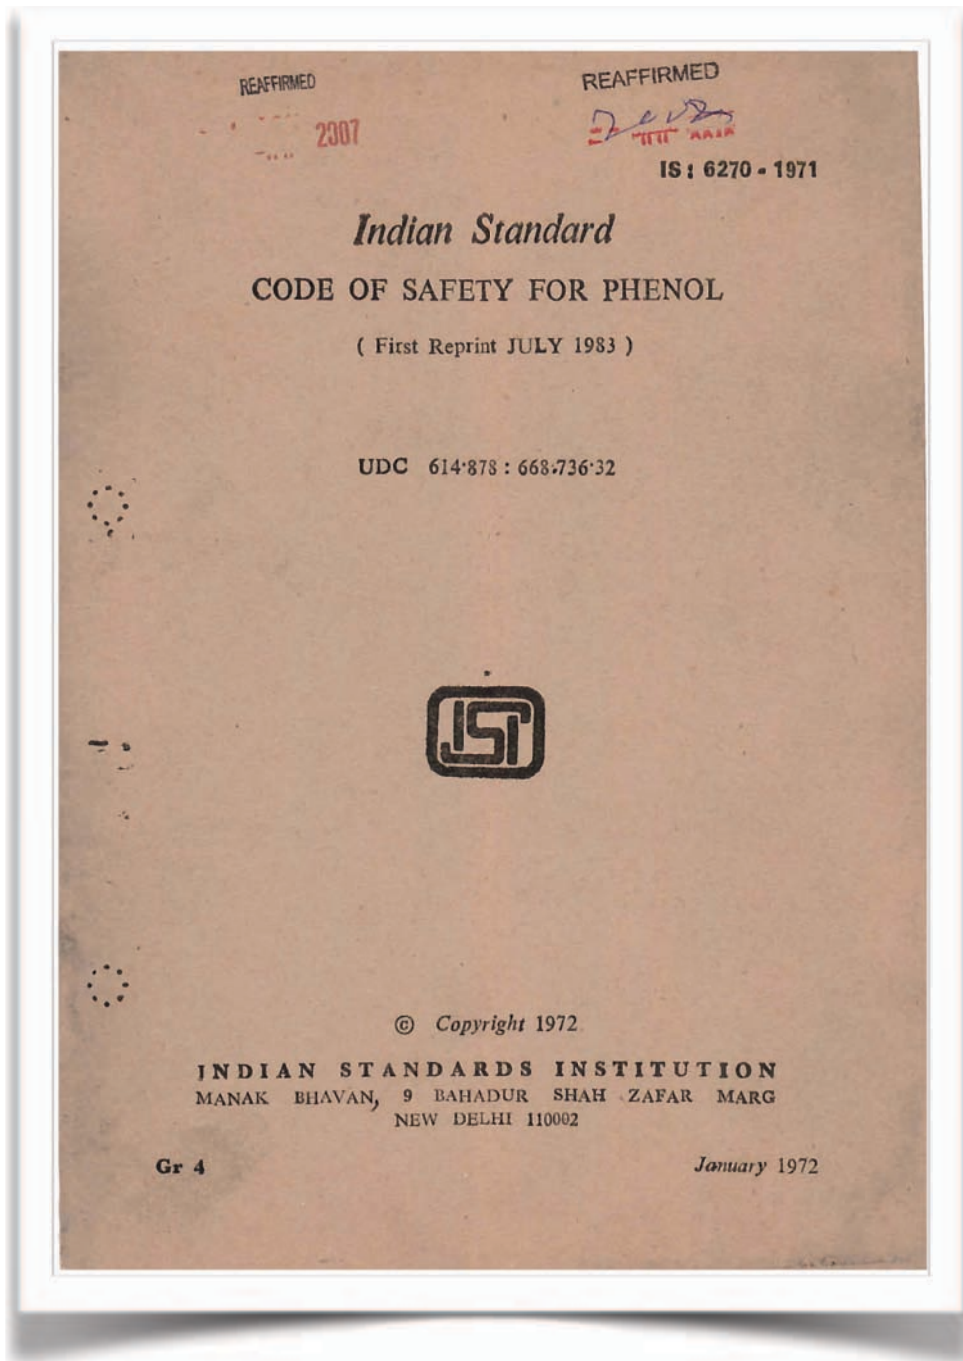 REAFFIRMED
REAFFIRMED
2007
IS : 6270 - 1971
Indian Standard
CODE OF SAFETY FOR PHENOL
( First Reprint JULY 1983 )
UDC 614·878 : 668·736·32
ISI
© Copyright 1972
INDIAN STANDARDS INSTITUTION
MANAK BHAVAN, 9 BAHADUR SHAH ZAFAR MARG
NEW DELHI 110002
Gr 4
January 1972